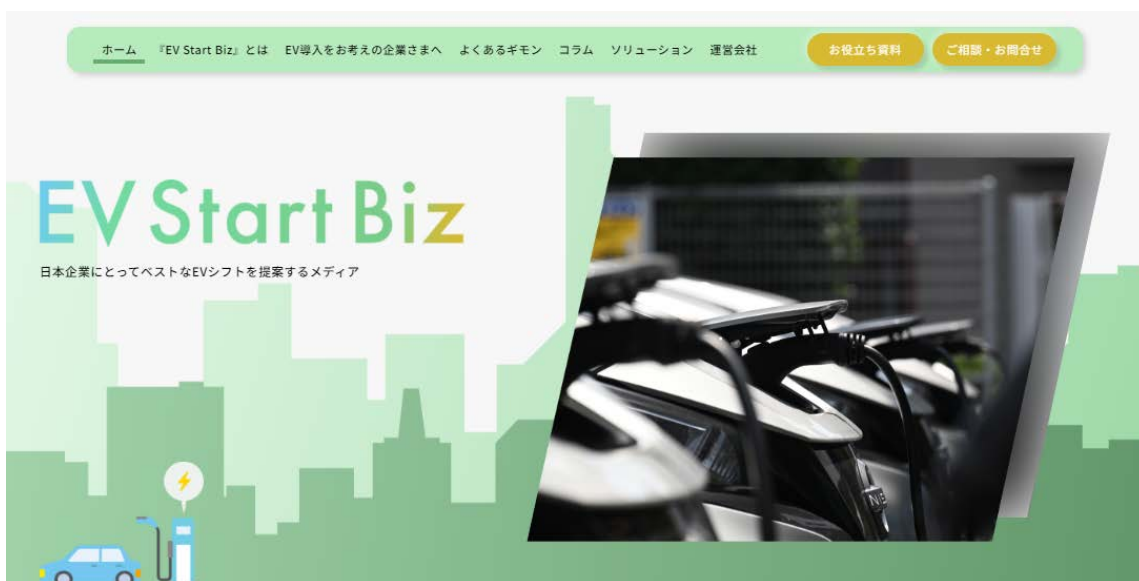 ホーム 『EV Start Biz』とは EV導入をお考えの企業さまへ よくあるギモン コラム ソリューション 運営会社 お役立ち資料 ご相談・お問合せ
EV Start Biz
日本企業にとってベストなEVシフトを提案するメディア